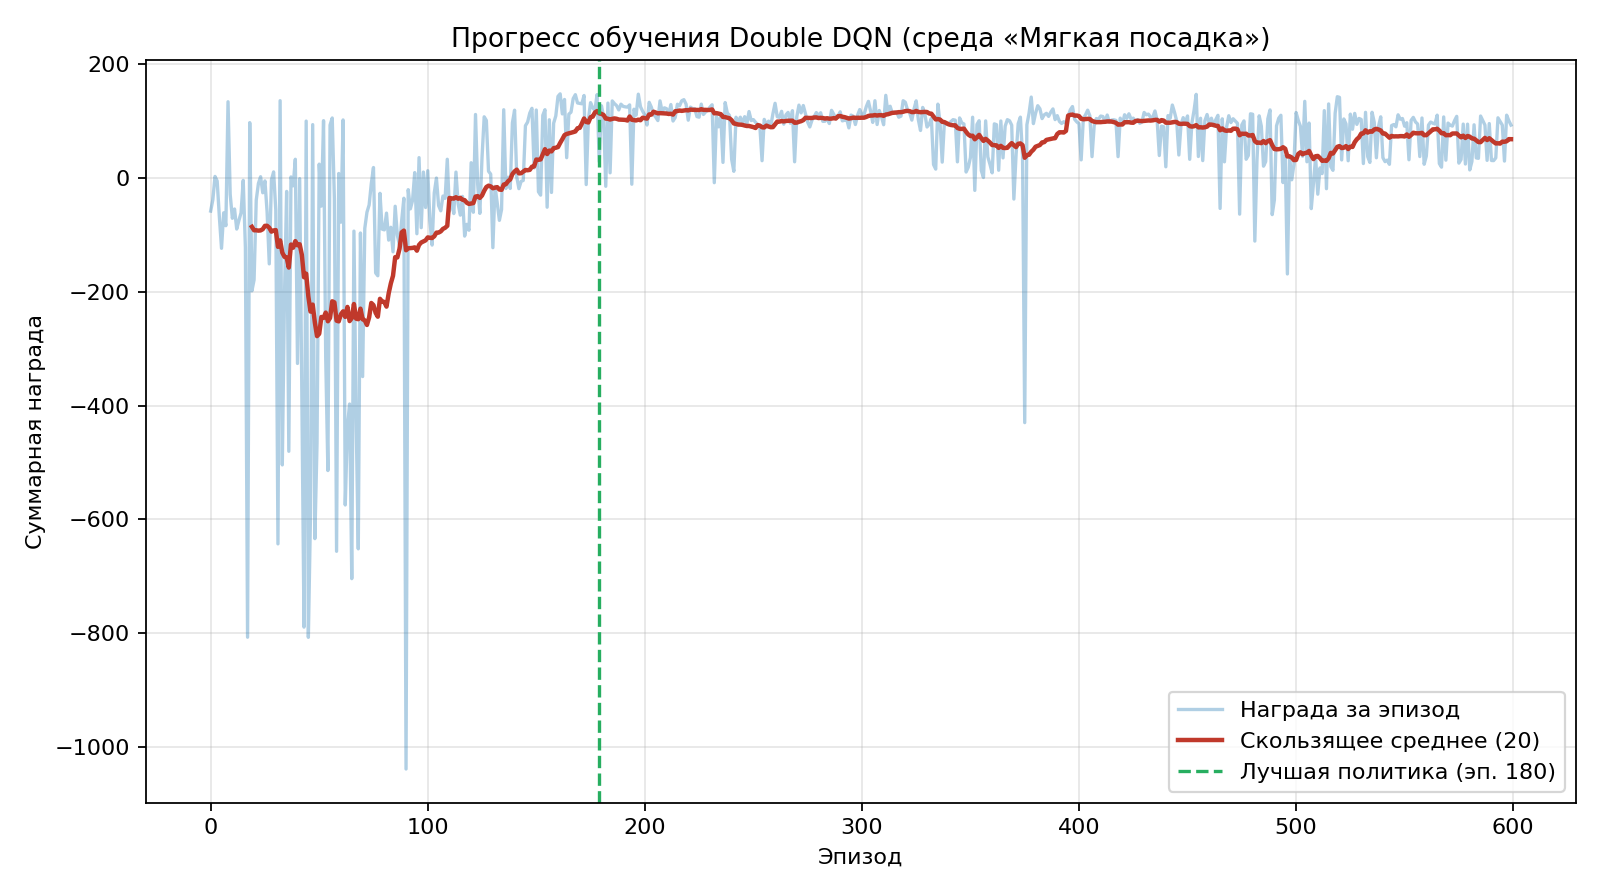 Прогресс обучения Double DQN (среда «Мягкая посадка»)
Суммарная награда
200
0
−200
−400
−600
−800
−1000
Награда за эпизод
Скользящее среднее (20)
Лучшая политика (эп. 180)
0 100 200 300 400 500 600
Эпизод